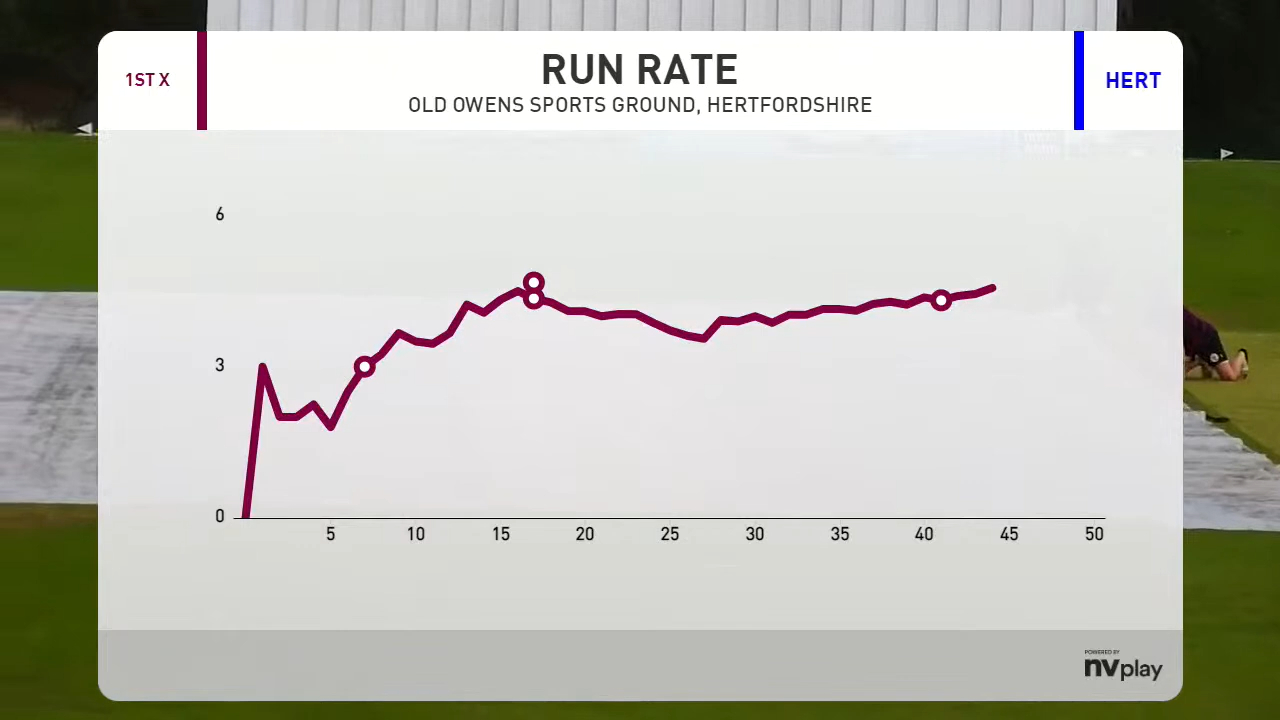 1ST X
RUN RATE
OLD OWENS SPORTS GROUND, HERTFORDSHIRE
HERT
6
3
0
5 10 15 20 25 30 35 40 45 50
POWERED BY
nvplay